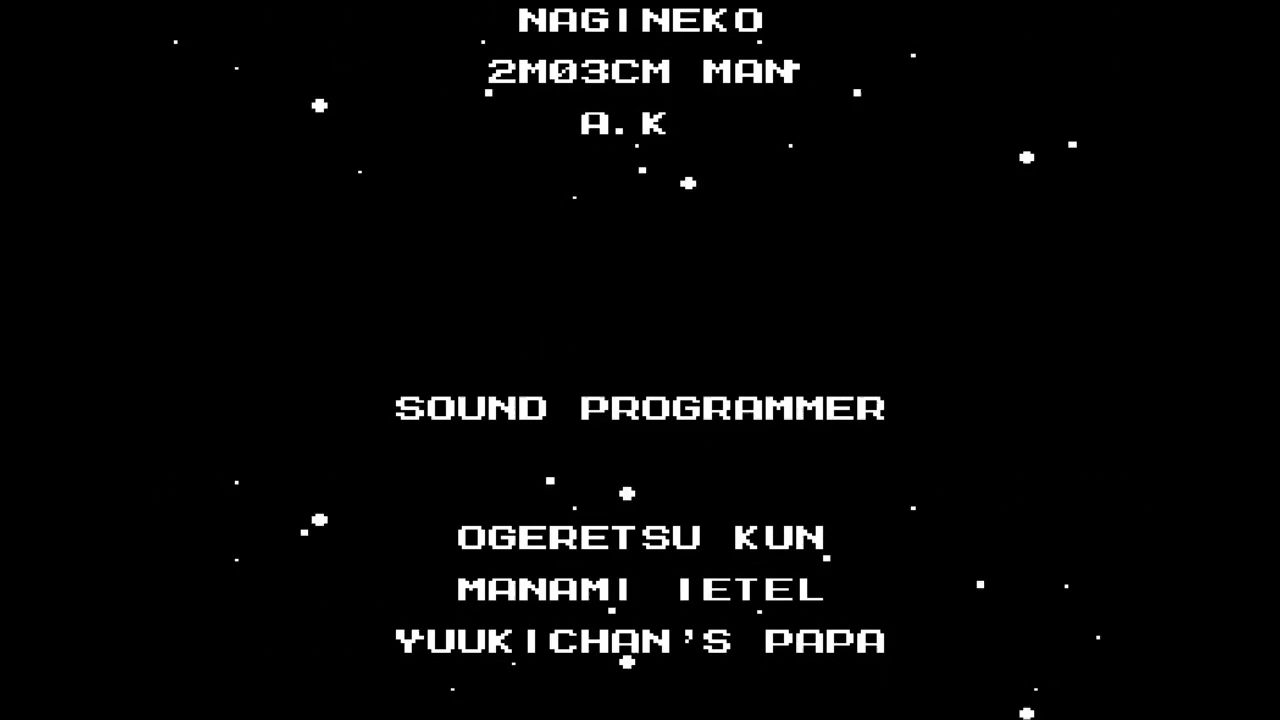 NAGINEKO
2M03CM MAN
A.K
SOUND PROGRAMMER
OGERETSU KUN
MANAMI IETEL
YUUKICHAN'S PAPA